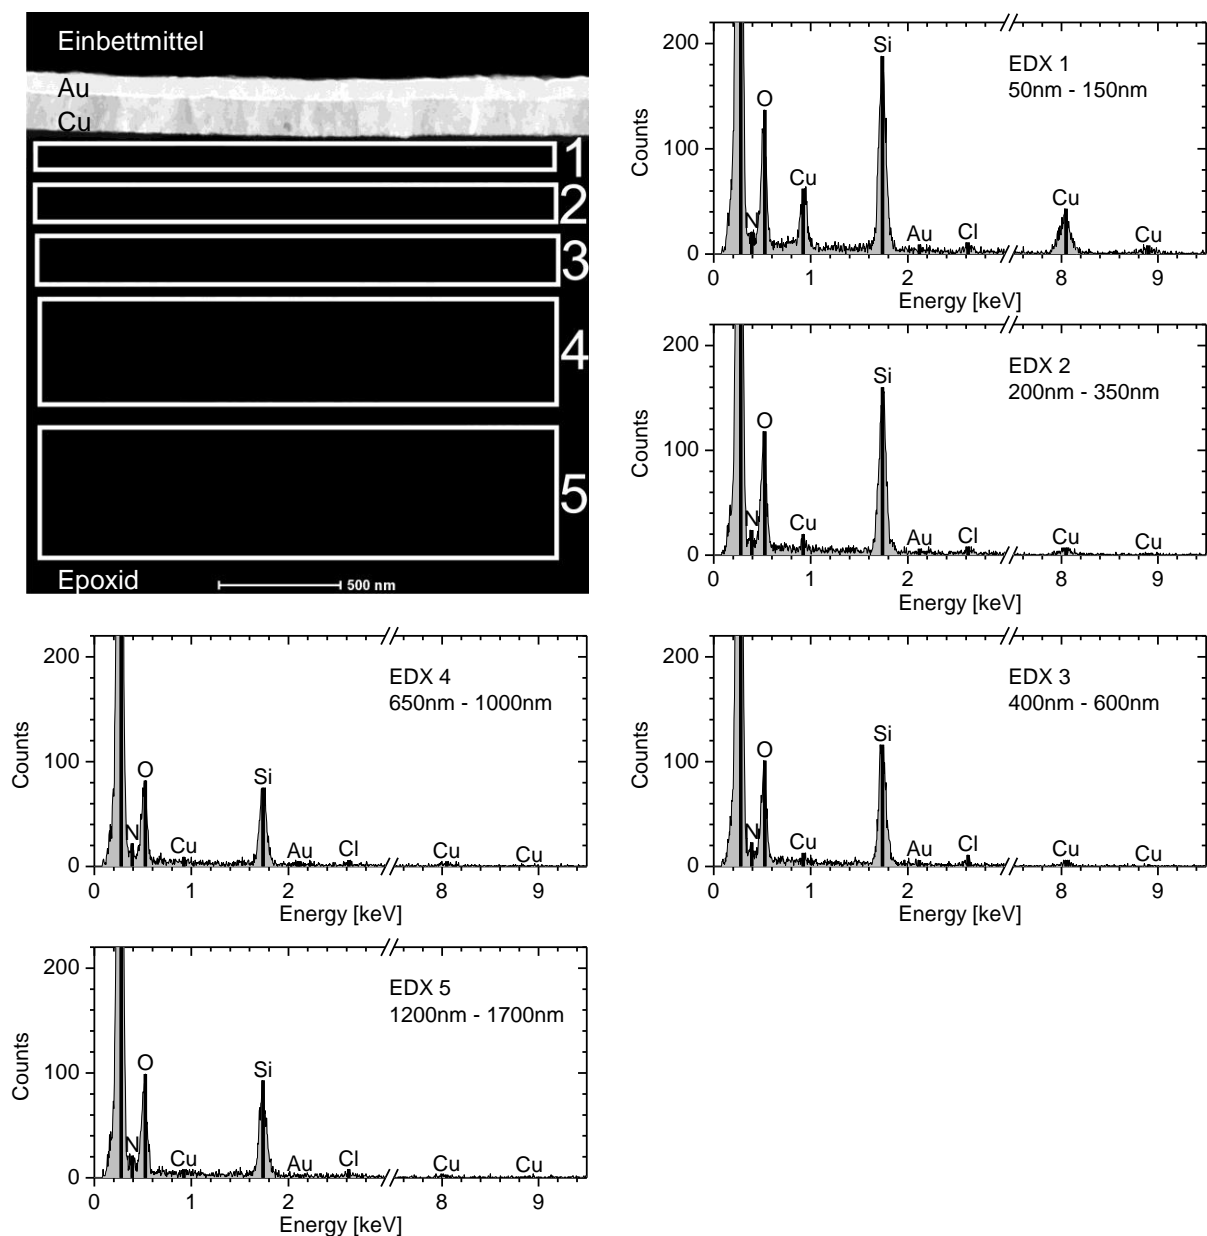 Einbettmittel
Au
Cu
1
2
3
4
5
Epoxid
500 nm
EDX 1
50nm - 150nm
Counts
200
100
0
O
N
Cu
Si
Au
Cl
Cu
Cu
0 1 2 8 9
Energy [keV]
EDX 2
200nm - 350nm
Counts
200
100
0
O
N
Cu
Si
Au
Cl
Cu
Cu
0 1 2 8 9
Energy [keV]
EDX 4
650nm - 1000nm
Counts
200
100
0
O
N
Cu
Si
Au
Cl
Cu
Cu
0 1 2 8 9
Energy [keV]
EDX 3
400nm - 600nm
Counts
200
100
0
O
N
Cu
Si
Au
Cl
Cu
Cu
0 1 2 8 9
Energy [keV]
EDX 5
1200nm - 1700nm
Counts
200
100
0
O
N
Cu
Si
Au
Cl
Cu
Cu
0 1 2 8 9
Energy [keV]